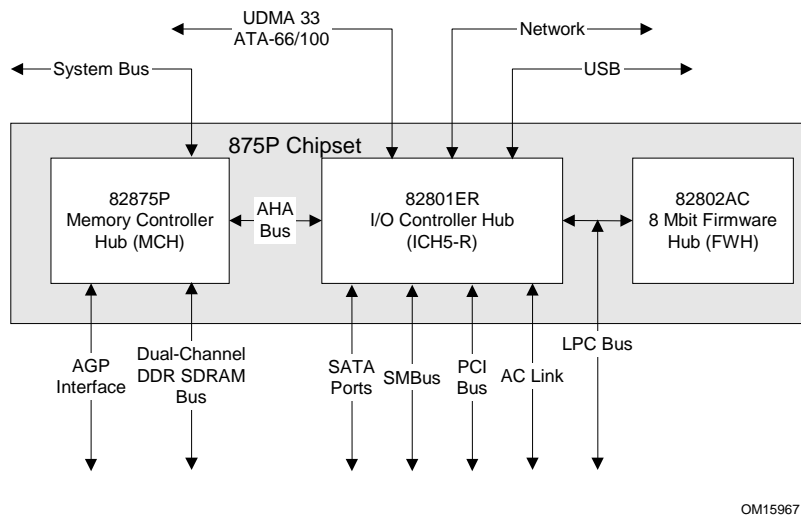 UDMA 33
ATA-66/100
Network
System Bus
USB
875P Chipset
82875P
Memory Controller
Hub (MCH)
AHA
Bus
82801ER
I/O Controller Hub
(ICH5-R)
82802AC
8 Mbit Firmware
Hub (FWH)
AGP
Interface
Dual-Channel
DDR SDRAM
Bus
SATA
Ports
SMBus
PCI
Bus
AC Link
LPC Bus
OM15967